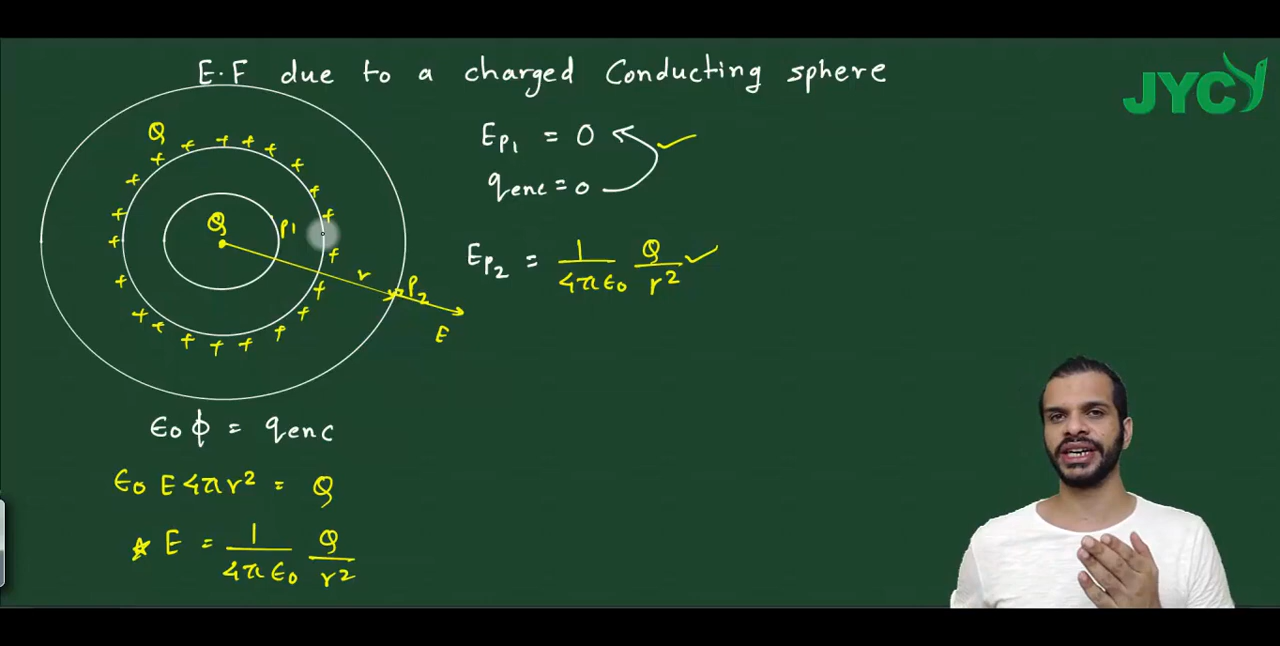 E.F due to a charged Conducting sphere
JYCY
Ep1 = 0
qenc = 0
Ep2 = 1/4πϵ0 Q/r²
Q
Q
P1
r
P2
E
ϵ0 ϕ = qenc
ϵ0 E 4πr² = Q
E = 1/4πϵ0 Q/r²